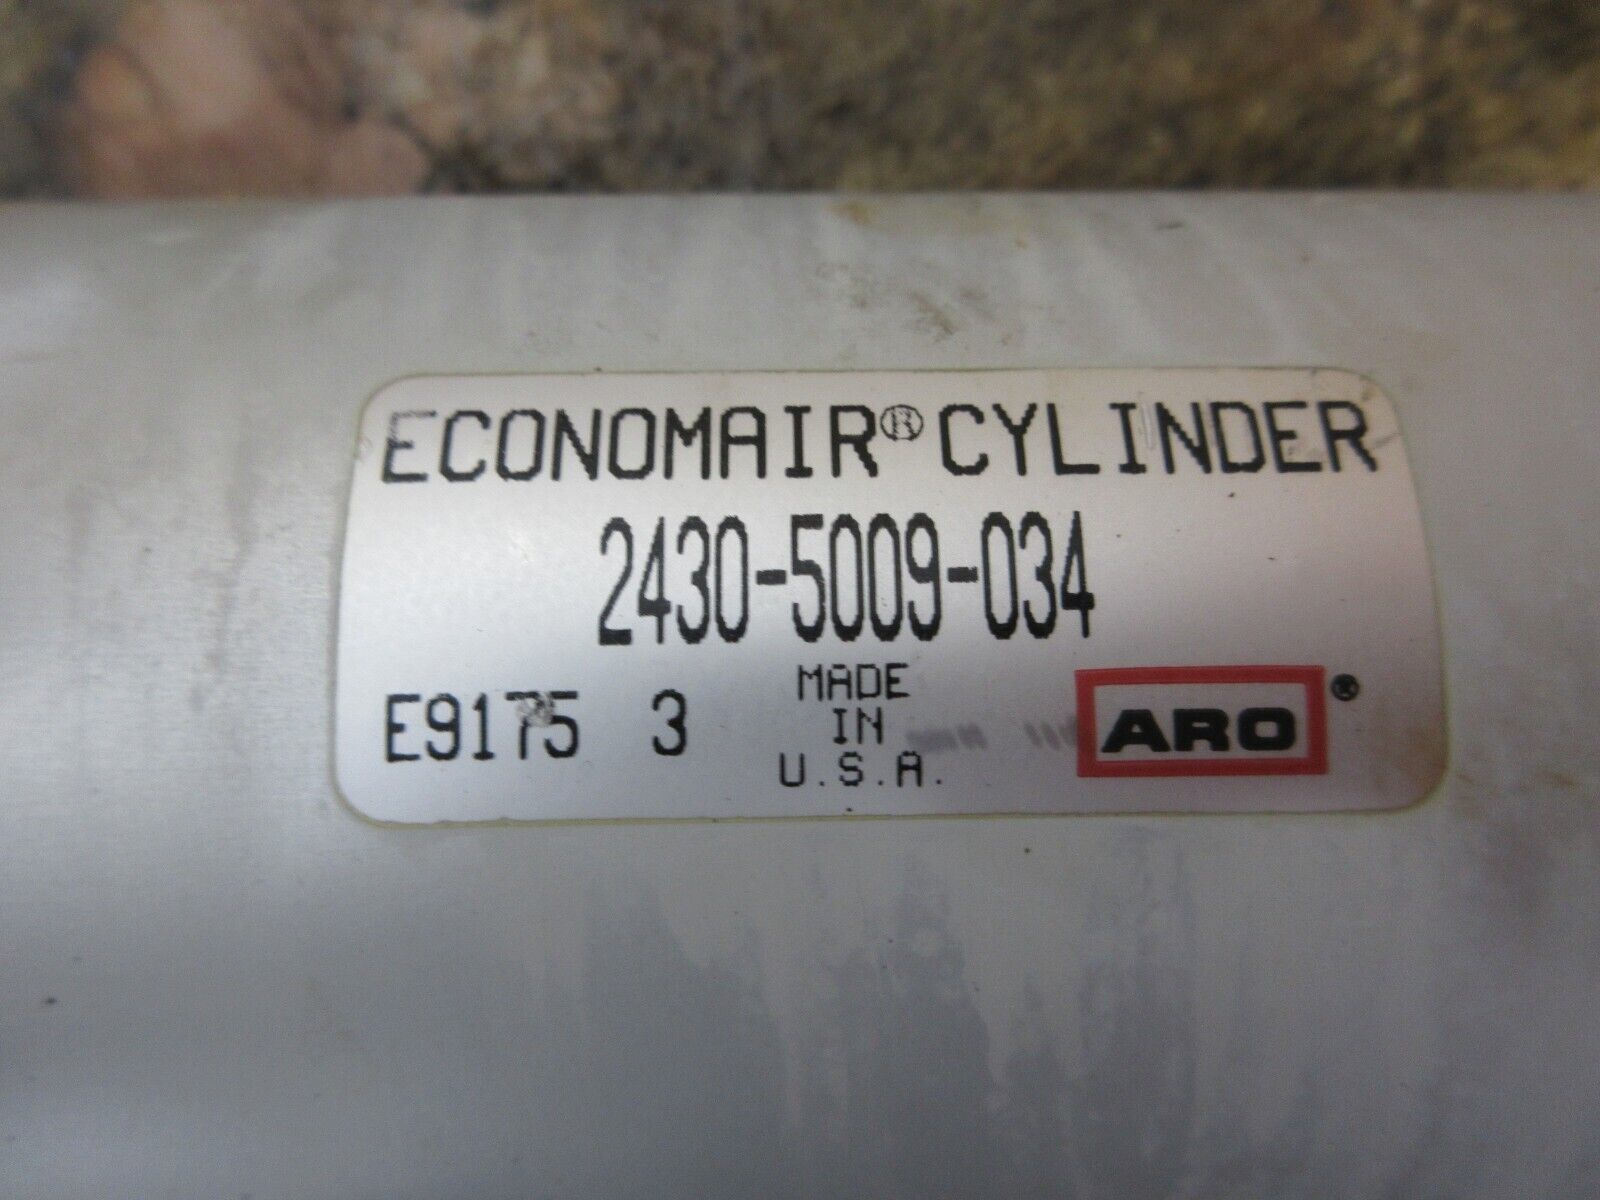 ECONOMAIR® CYLINDER
2430-5009-034
E9175 3
MADE
IN
U.S.A.
ARO®